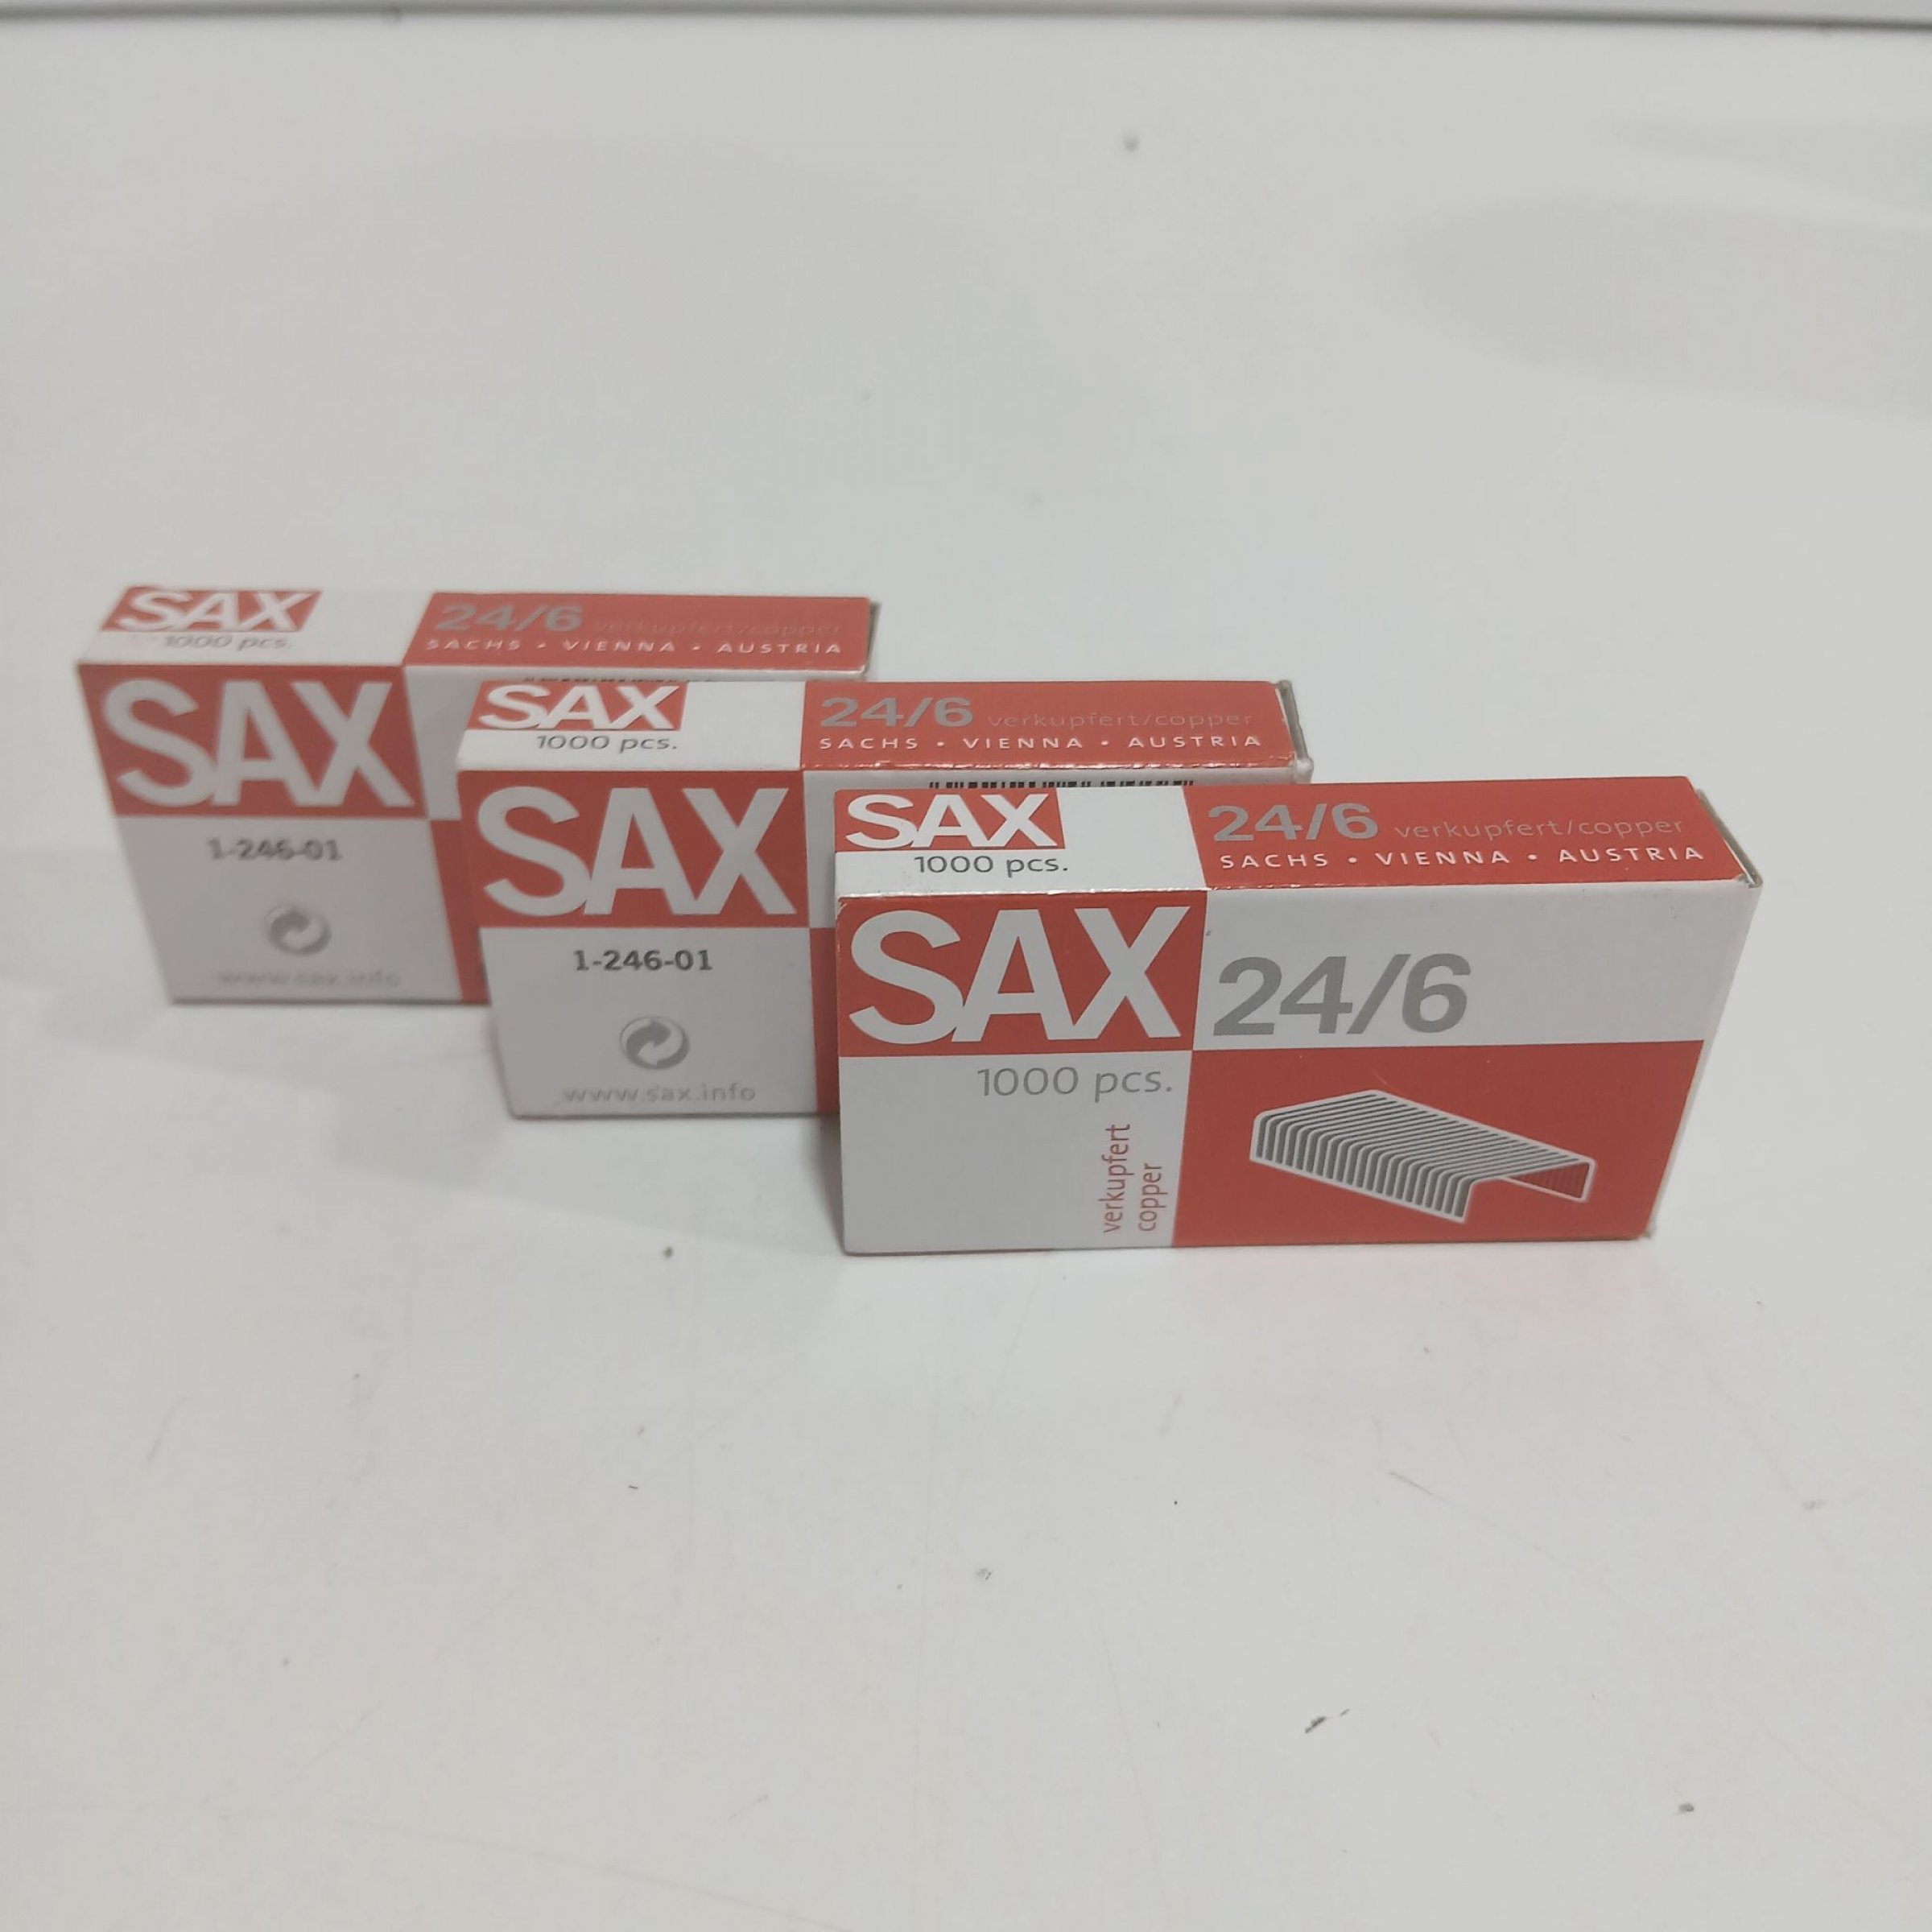 SAX
1000 pcs.
24/6 verkupfert/copper
SACHS • VIENNA • AUSTRIA
SAX
1-246-01
www.sax.info
SAX
1000 pcs.
24/6 verkupfert/copper
SACHS • VIENNA • AUSTRIA
SAX
1-246-01
www.sax.info
SAX
1000 pcs.
24/6 verkupfert/copper
SACHS • VIENNA • AUSTRIA
SAX
24/6
1000 pcs.
verkupfert
copper